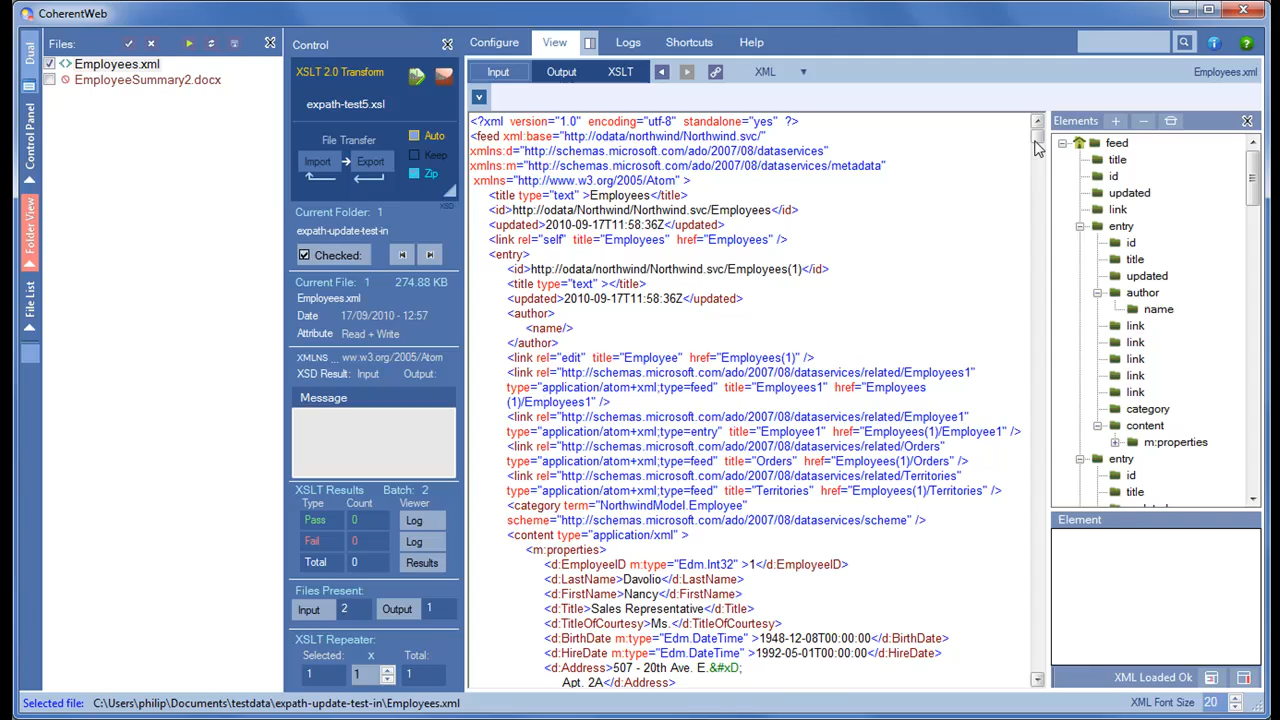 CoherentWeb
Files:
Employees.xml
EmployeeSummary2.docx
Dual
Control Panel
Folder View
File List
Control
XSLT 2.0 Transform
expath-test5.xsl
File Transfer
Auto
Import
Export
Keep
Zip
XSD
Current Folder: 1
expath-update-test-in
Checked:
Current File: 1 274.88 KB
Employees.xml
Date 17/09/2010 - 12:57
Attribute Read + Write
XMLNS ... ww.w3.org/2005/Atom
XSD Result: Input Output:
Message
XSLT Results Batch: 2
Type Count Viewer
Pass 0 Log
Fail 0 Log
Total 0 Results
Files Present:
Input 2 Output 1
XSLT Repeater:
Selected: x Total:
1 1 1
Configure View Logs Shortcuts Help
Input Output XSLT XML Employees.xml
<?xml version="1.0" encoding="utf-8" standalone="yes" ?>
<feed xml:base="http://odata/northwind/Northwind.svc/"
xmlns:d="http://schemas.microsoft.com/ado/2007/08/dataservices"
xmlns:m="http://schemas.microsoft.com/ado/2007/08/dataservices/metadata"
xmlns="http://www.w3.org/2005/Atom" >
<title type="text" >Employees</title>
<id>http://odata/Northwind/Northwind.svc/Employees</id>
<updated>2010-09-17T11:58:36Z</updated>
<link rel="self" title="Employees" href="Employees" />
<entry>
<id>http://odata/northwind/Northwind.svc/Employees(1)</id>
<title type="text" ></title>
<updated>2010-09-17T11:58:36Z</updated>
<author>
<name/>
</author>
<link rel="edit" title="Employee" href="Employees(1)" />
<link rel="http://schemas.microsoft.com/ado/2007/08/dataservices/related/Employees1"
type="application/atom+xml;type=feed" title="Employees1" href="Employees
(1)/Employees1" />
<link rel="http://schemas.microsoft.com/ado/2007/08/dataservices/related/Employee1"
type="application/atom+xml;type=entry" title="Employee1" href="Employees(1)/Employee1" />
<link rel="http://schemas.microsoft.com/ado/2007/08/dataservices/related/Orders"
type="application/atom+xml;type=feed" title="Orders" href="Employees(1)/Orders" />
<link rel="http://schemas.microsoft.com/ado/2007/08/dataservices/related/Territories"
type="application/atom+xml;type=feed" title="Territories" href="Employees(1)/Territories" />
<category term="NorthwindModel.Employee"
scheme="http://schemas.microsoft.com/ado/2007/08/dataservices/scheme" />
<content type="application/xml" >
<m:properties>
<d:EmployeeID m:type="Edm.Int32" >1</d:EmployeeID>
<d:LastName>Davolio</d:LastName>
<d:FirstName>Nancy</d:FirstName>
<d:Title>Sales Representative</d:Title>
<d:TitleOfCourtesy>Ms.</d:TitleOfCourtesy>
<d:BirthDate m:type="Edm.DateTime" >1948-12-08T00:00:00</d:BirthDate>
<d:HireDate m:type="Edm.DateTime" >1992-05-01T00:00:00</d:HireDate>
<d:Address>507 - 20th Ave. E.&#xD;
Apt. 2A</d:Address>
Elements
feed
title
id
updated
link
entry
id
title
updated
author
name
link
link
link
link
link
category
content
m:properties
entry
id
title
Element
XML Loaded Ok
Selected file: C:\Users\philip\Documents\testdata\expath-update-test-in\Employees.xml
XML Font Size 20